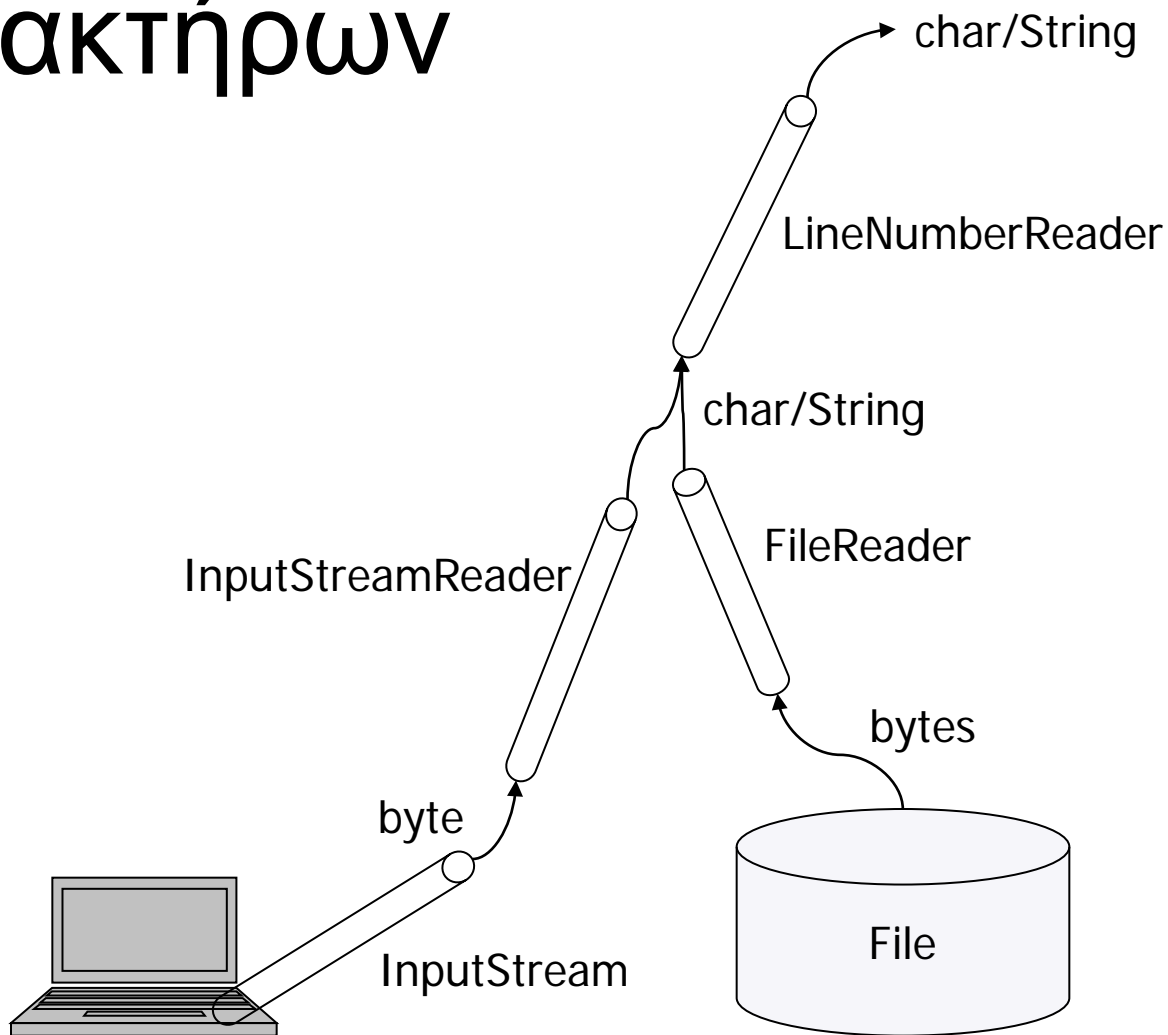 ακτήρων
char/String
LineNumberReader
char/String
FileReader
InputStreamReader
bytes
byte
File
InputStream